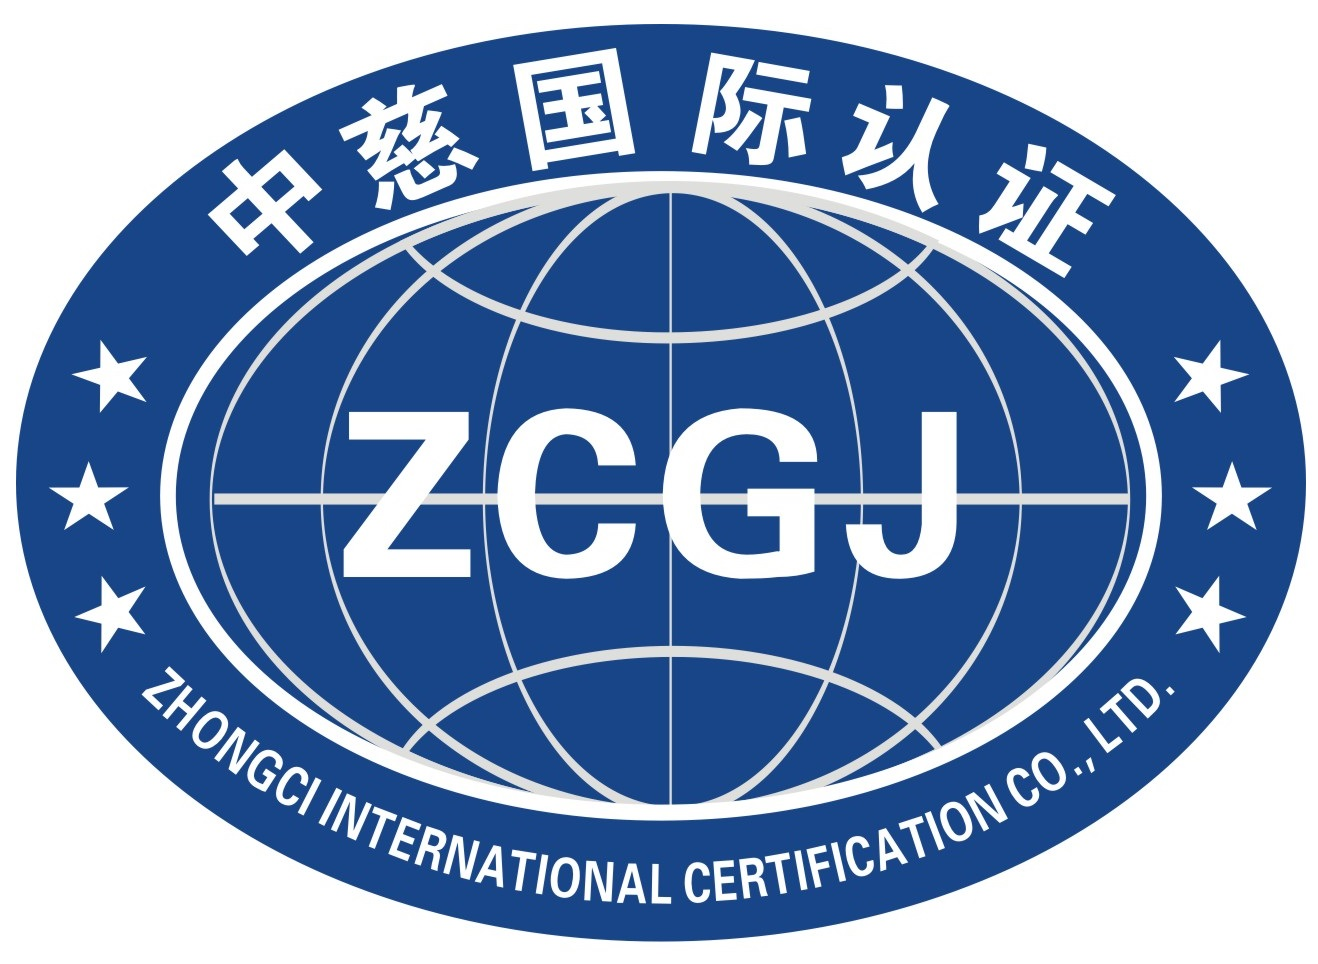 中慈国际认证
ZCGJ
ZHONGCI INTERNATIONAL CERTIFICATION CO., LTD.